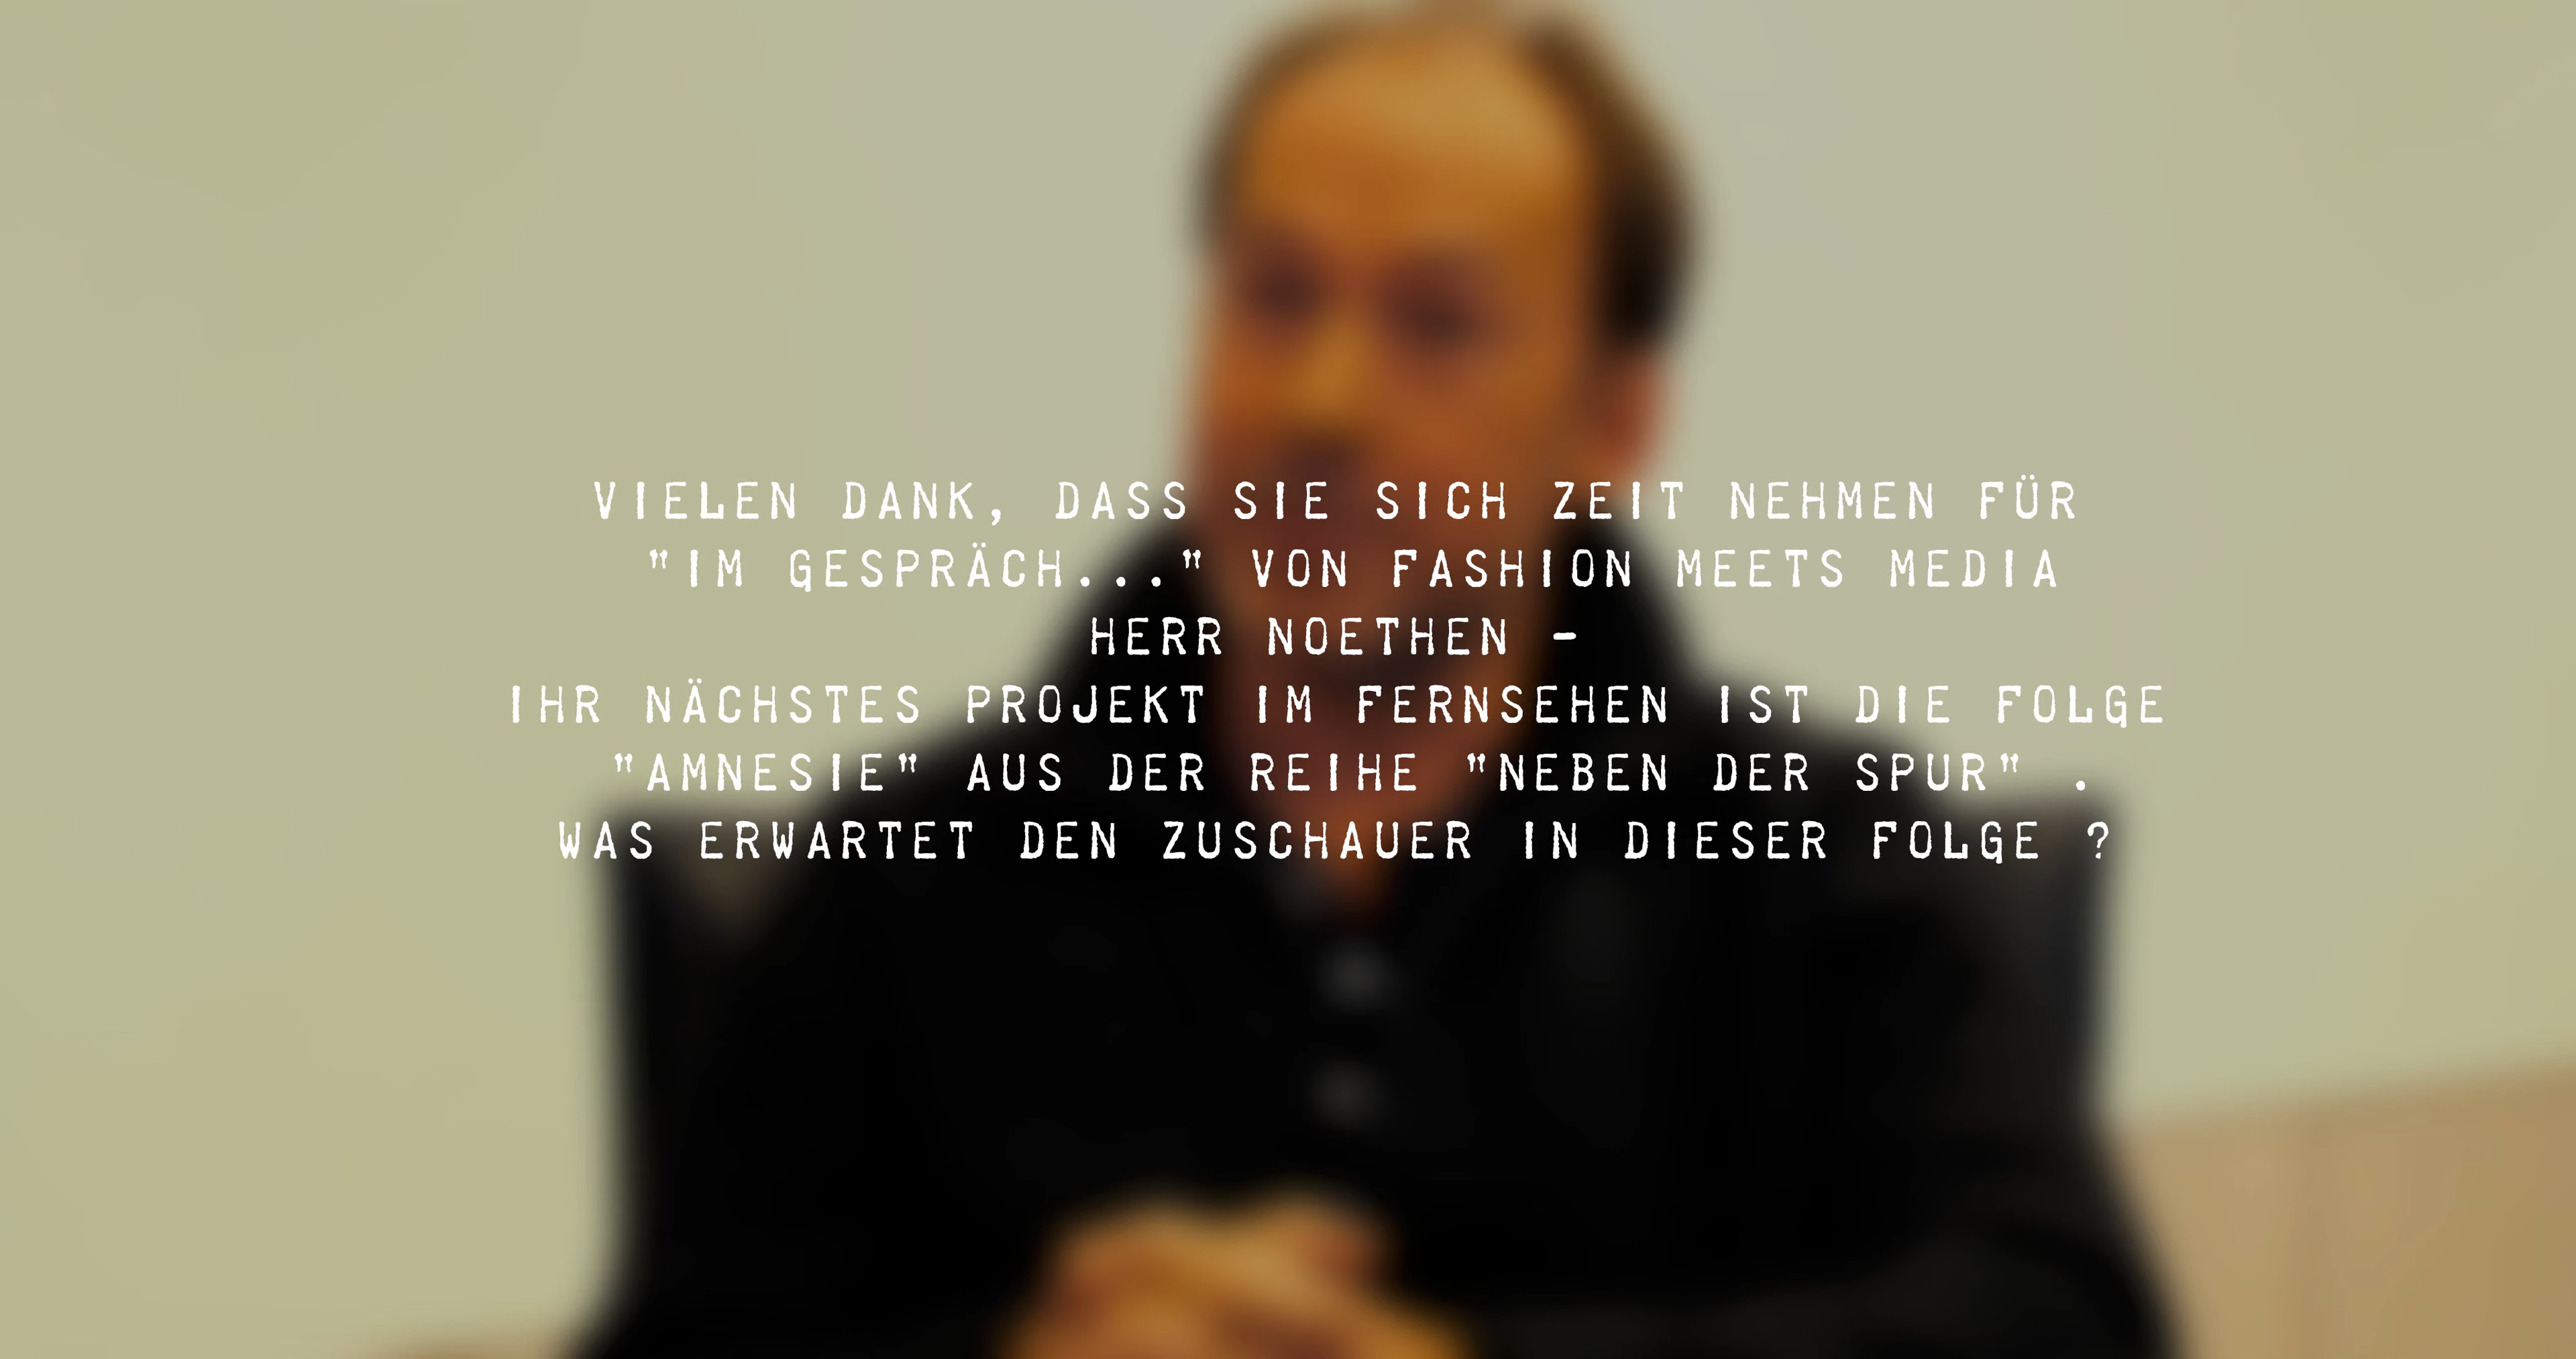 VIELEN DANK, DASS SIE SICH ZEIT NEHMEN FÜR
"IM GESPRÄCH..." VON FASHION MEETS MEDIA
HERR NOETHEN -
IHR NÄCHSTES PROJEKT IM FERNSEHEN IST DIE FOLGE
"AMNESIE" AUS DER REIHE "NEBEN DER SPUR" .
WAS ERWARTET DEN ZUSCHAUER IN DIESER FOLGE ?